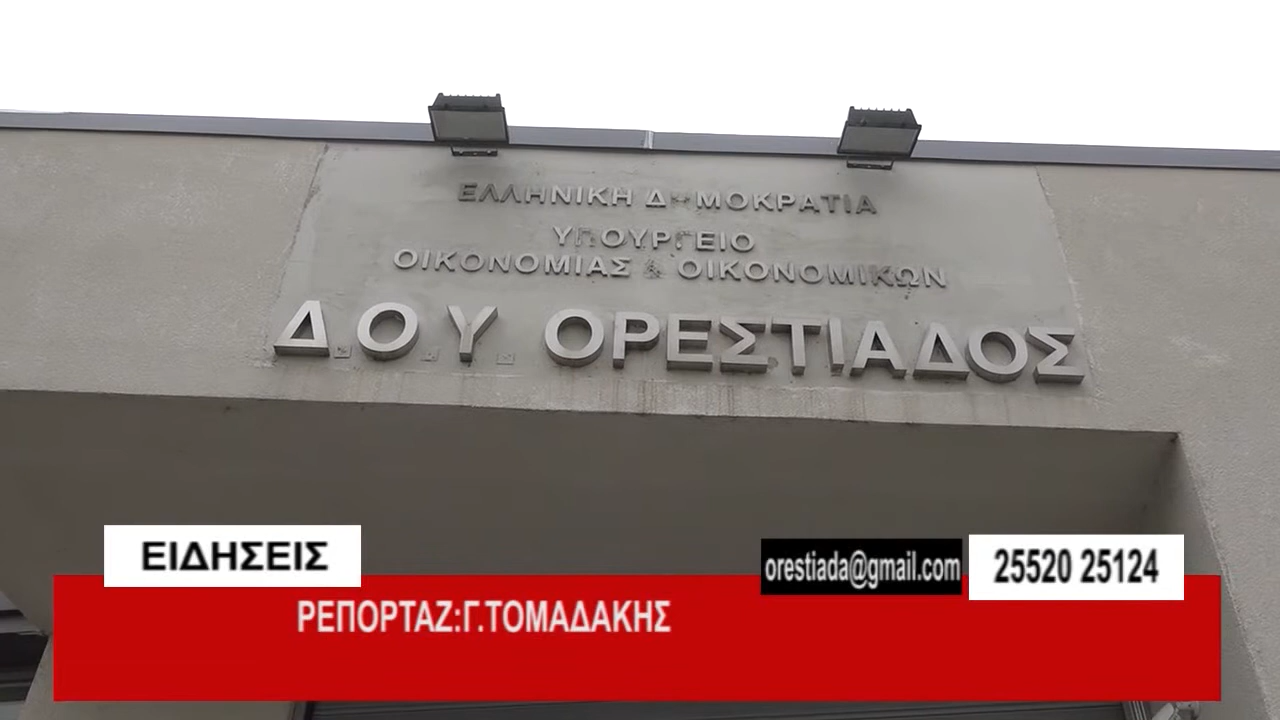 ΕΛΛΗΝΙΚΗ ΔΗΜΟΚΡΑΤΙΑ
ΥΠΟΥΡΓΕΙΟ
ΟΙΚΟΝΟΜΙΑΣ & ΟΙΚΟΝΟΜΙΚΩΝ
Δ.Ο.Υ. ΟΡΕΣΤΙΑΔΟΣ
ΕΙΔΗΣΕΙΣ
orestiada@gmail.com
25520 25124
ΡΕΠΟΡΤΑΖ:Γ.ΤΟΜΑΔΑΚΗΣ